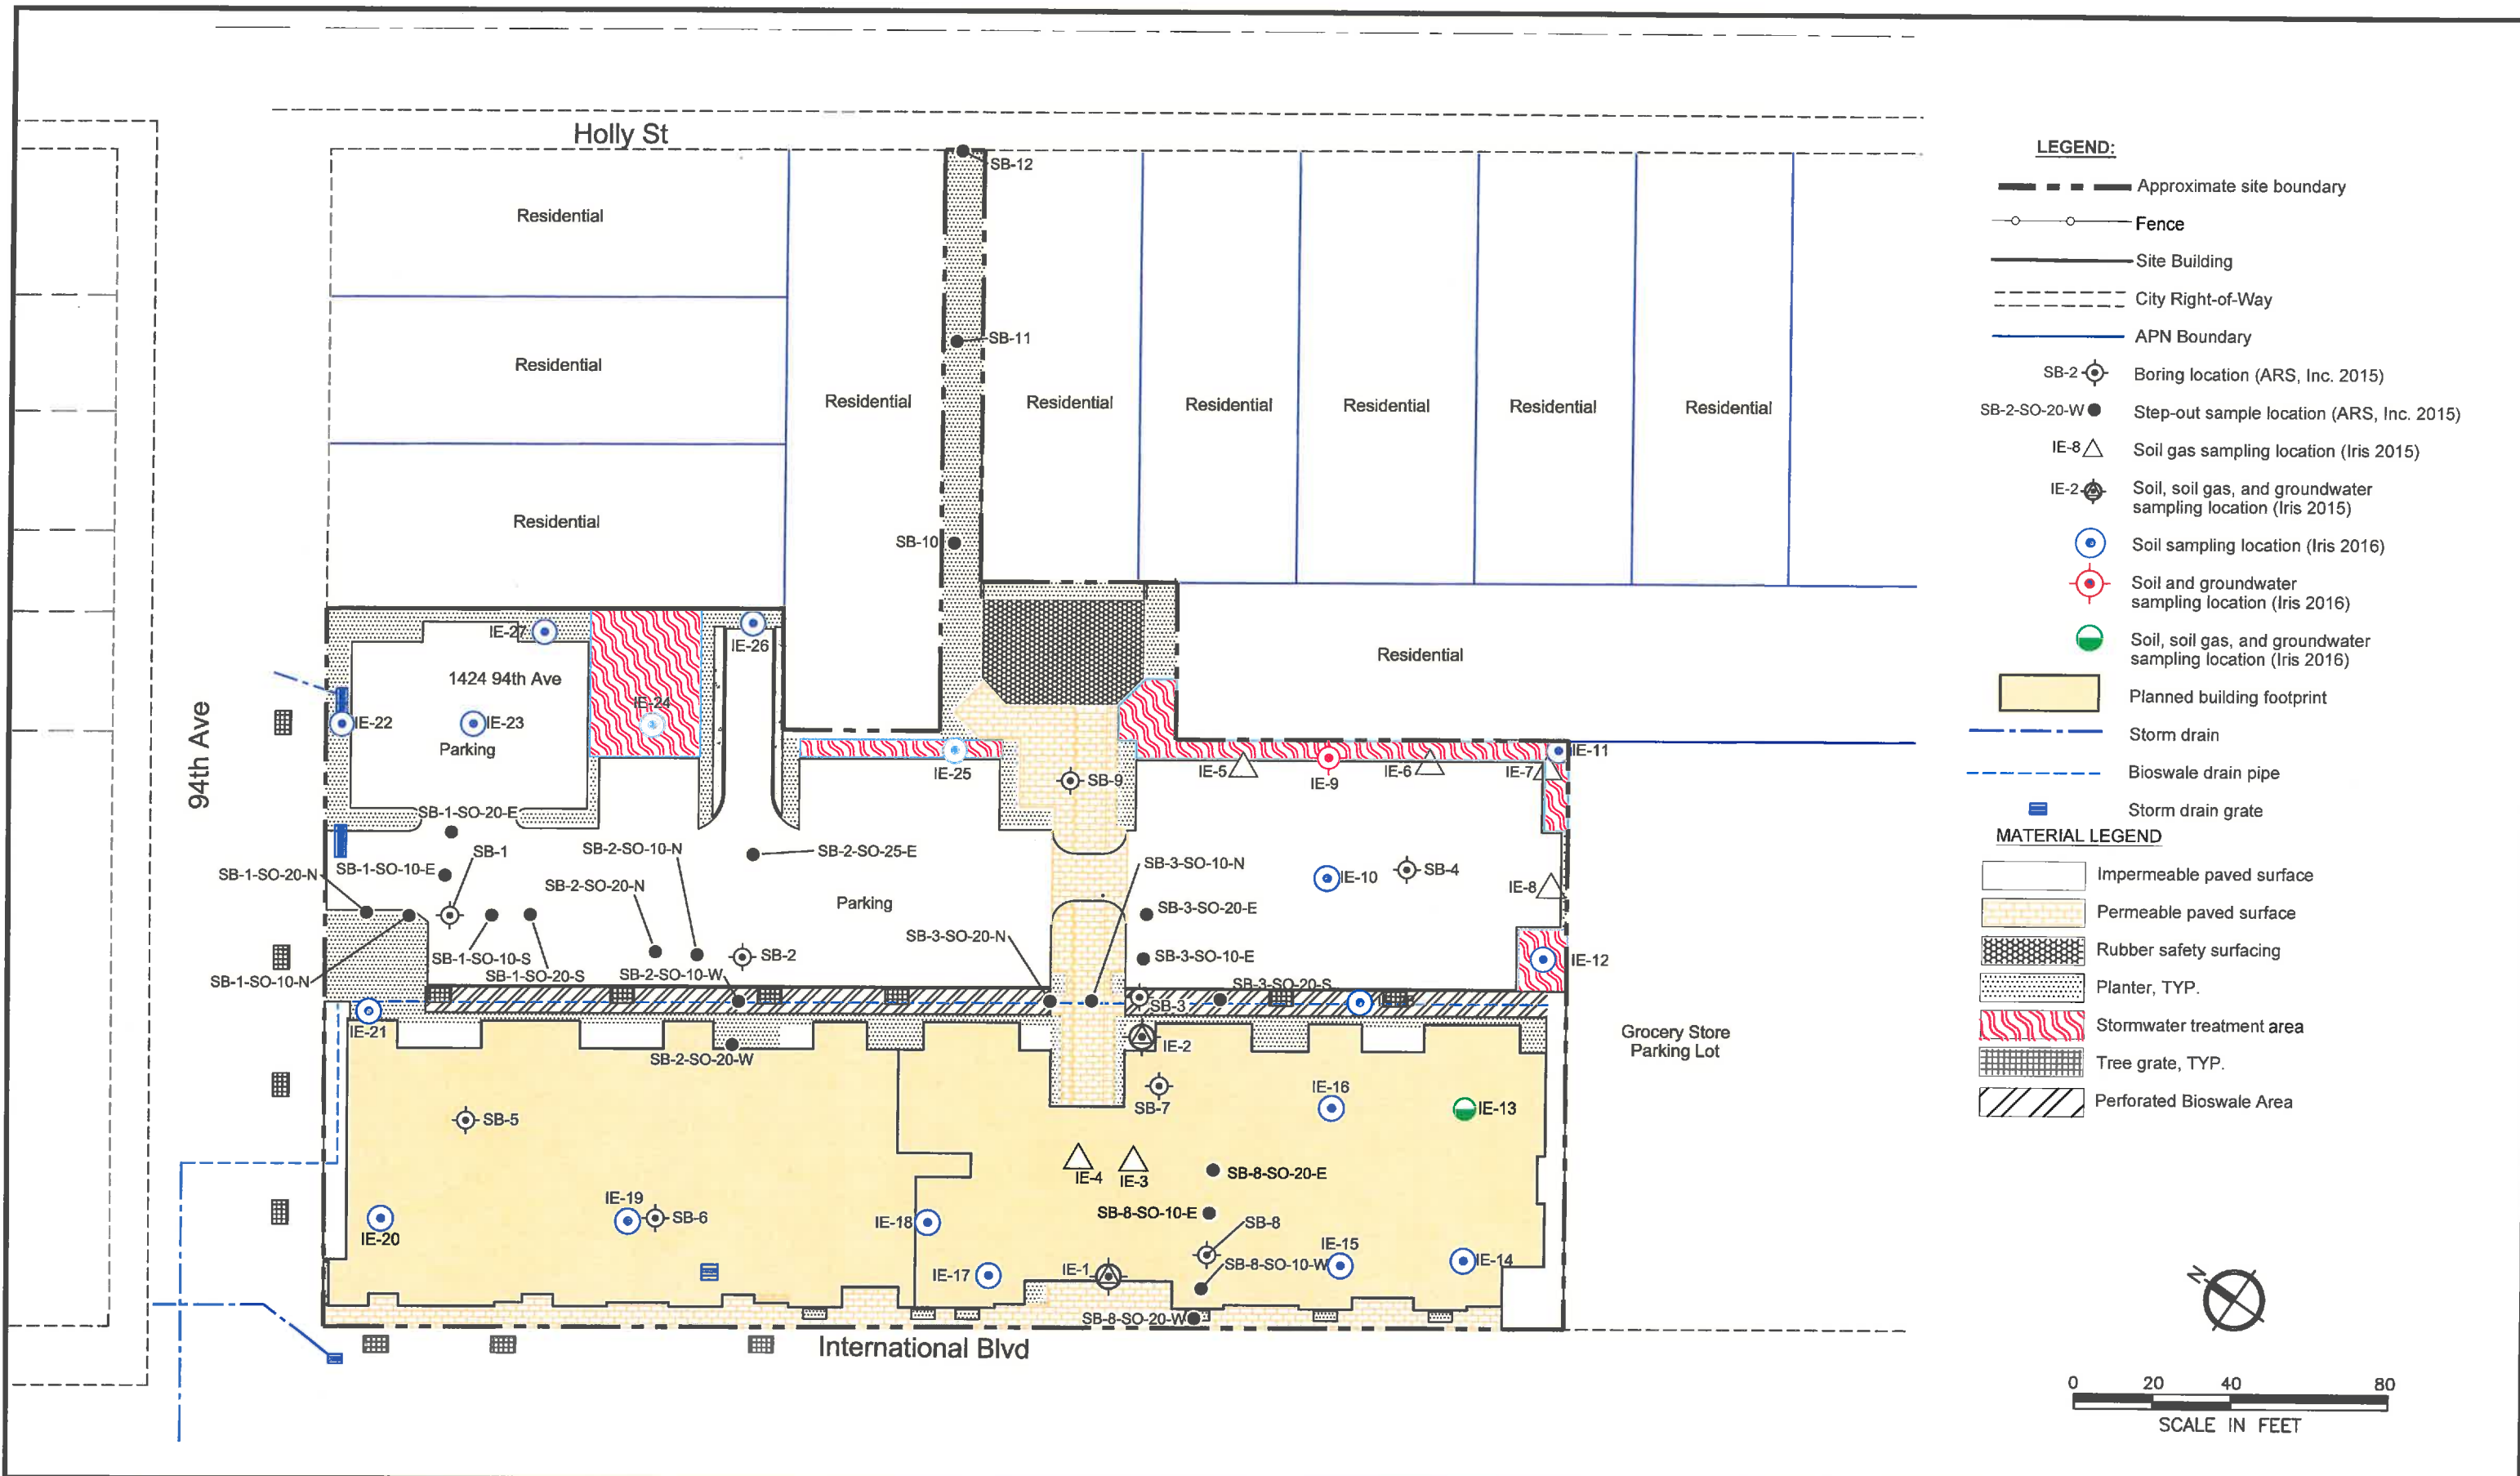 Holly St
SB-12
Residential
SB-11
Residential
Residential
Residential
Residential
Residential
Residential
Residential
Residential
SB-10
IE-27
IE-26
Residential
1424 94th Ave
IE-24
IE-22
IE-23
Parking
94th Ave
IE-25
SB-9
IE-5
IE-9
IE-6
IE-7
IE-11
SB-1-SO-20-E
SB-1
SB-2-SO-10-N
SB-2-SO-25-E
SB-3-SO-10-N
SB-1-SO-20-N
SB-1-SO-10-E
SB-2-SO-20-N
IE-10
SB-4
IE-8
Parking
SB-3-SO-20-E
SB-3-SO-20-N
SB-1-SO-10-S
SB-2
SB-3-SO-10-E
IE-12
SB-1-SO-10-N
SB-1-SO-20-S
SB-2-SO-10-W
SB-3-SO-20-S
SB-3
IE-21
IE-2
SB-2-SO-20-W
Grocery Store
Parking Lot
SB-7
IE-16
IE-13
SB-5
IE-4
IE-3
SB-8-SO-20-E
IE-19
SB-6
IE-18
SB-8-SO-10-E
SB-8
IE-20
IE-17
IE-1
SB-8-SO-10-W
IE-15
IE-14
SB-8-SO-20-W
International Blvd
LEGEND:
Approximate site boundary
Fence
Site Building
City Right-of-Way
APN Boundary
SB-2 Boring location (ARS, Inc. 2015)
SB-2-SO-20-W Step-out sample location (ARS, Inc. 2015)
IE-8 Soil gas sampling location (Iris 2015)
IE-2 Soil, soil gas, and groundwater
sampling location (Iris 2015)
Soil sampling location (Iris 2016)
Soil and groundwater
sampling location (Iris 2016)
Soil, soil gas, and groundwater
sampling location (Iris 2016)
Planned building footprint
Storm drain
Bioswale drain pipe
Storm drain grate
MATERIAL LEGEND
Impermeable paved surface
Permeable paved surface
Rubber safety surfacing
Planter, TYP.
Stormwater treatment area
Tree grate, TYP.
Perforated Bioswale Area
N
0 20 40 80
SCALE IN FEET